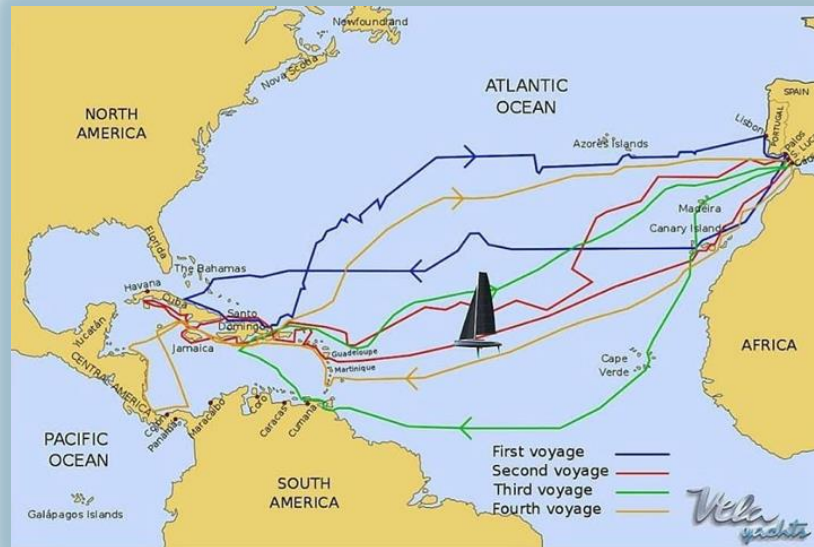 Newfoundland
Nova Scotia
NORTH
AMERICA
ATLANTIC
OCEAN
SPAIN
PORTUGAL
Lisbon
Palos
Azores Islands
Madeira
Canary Islands
Florida
The Bahamas
Havana
Cuba
Santo
Domingo
Yucatán
Jamaica
Guadeloupe
Martinique
CENTRAL AMERICA
Cape
Verde
AFRICA
Colón
Panama
Maracaibo
Coro
Caracas
Cumana
PACIFIC
OCEAN
SOUTH
AMERICA
Galápagos Islands
First voyage
Second voyage
Third voyage
Fourth voyage
Vela
yachts